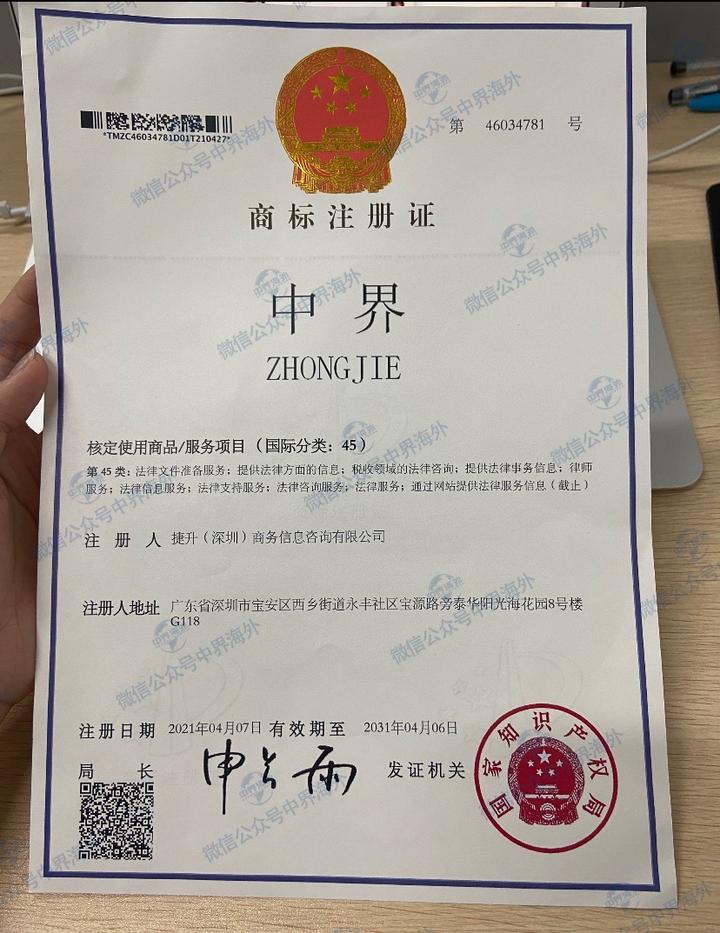 *TMZC46034781D01T210427*
第 46034781 号
商标注册证
中界
ZHONGJIE
核定使用商品/服务项目（国际分类：45）
第 45 类：法律文件准备服务；提供法律方面的信息；税收领域的法律咨询；提供法律事务信息；律师
服务；法律信息服务；法律支持服务；法律咨询服务；法律服务；通过网站提供法律服务信息（截止）
注册人 捷升（深圳）商务信息咨询有限公司
注册人地址 广东省深圳市宝安区西乡街道永丰社区宝源路旁泰华阳光海花园8号楼
G118
注册日期 2021年04月07日 有效期至 2031年04月06日
局长 申长雨 发证机关
国家知识产权局
微信公众号中界海外